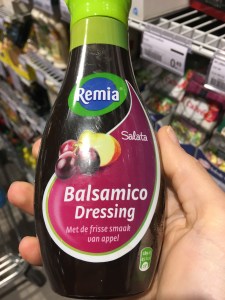 Remia
Salata
Balsamico
Dressing
Met de frisse smaak
van appel